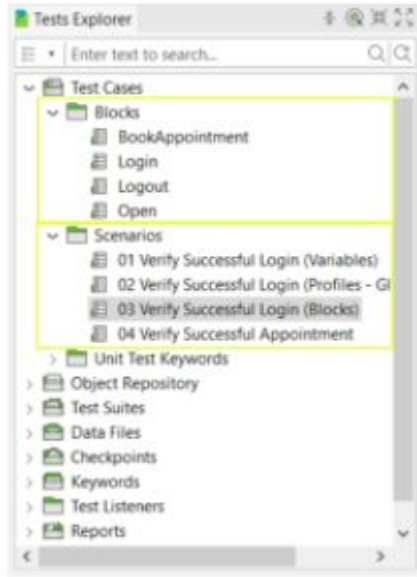 Tests Explorer
Enter text to search...
Test Cases
Blocks
BookAppointment
Login
Logout
Open
Scenarios
01 Verify Successful Login (Variables)
02 Verify Successful Login (Profiles - Gl
03 Verify Successful Login (Blocks)
04 Verify Successful Appointment
Unit Test Keywords
Object Repository
Test Suites
Data Files
Checkpoints
Keywords
Test Listeners
Reports